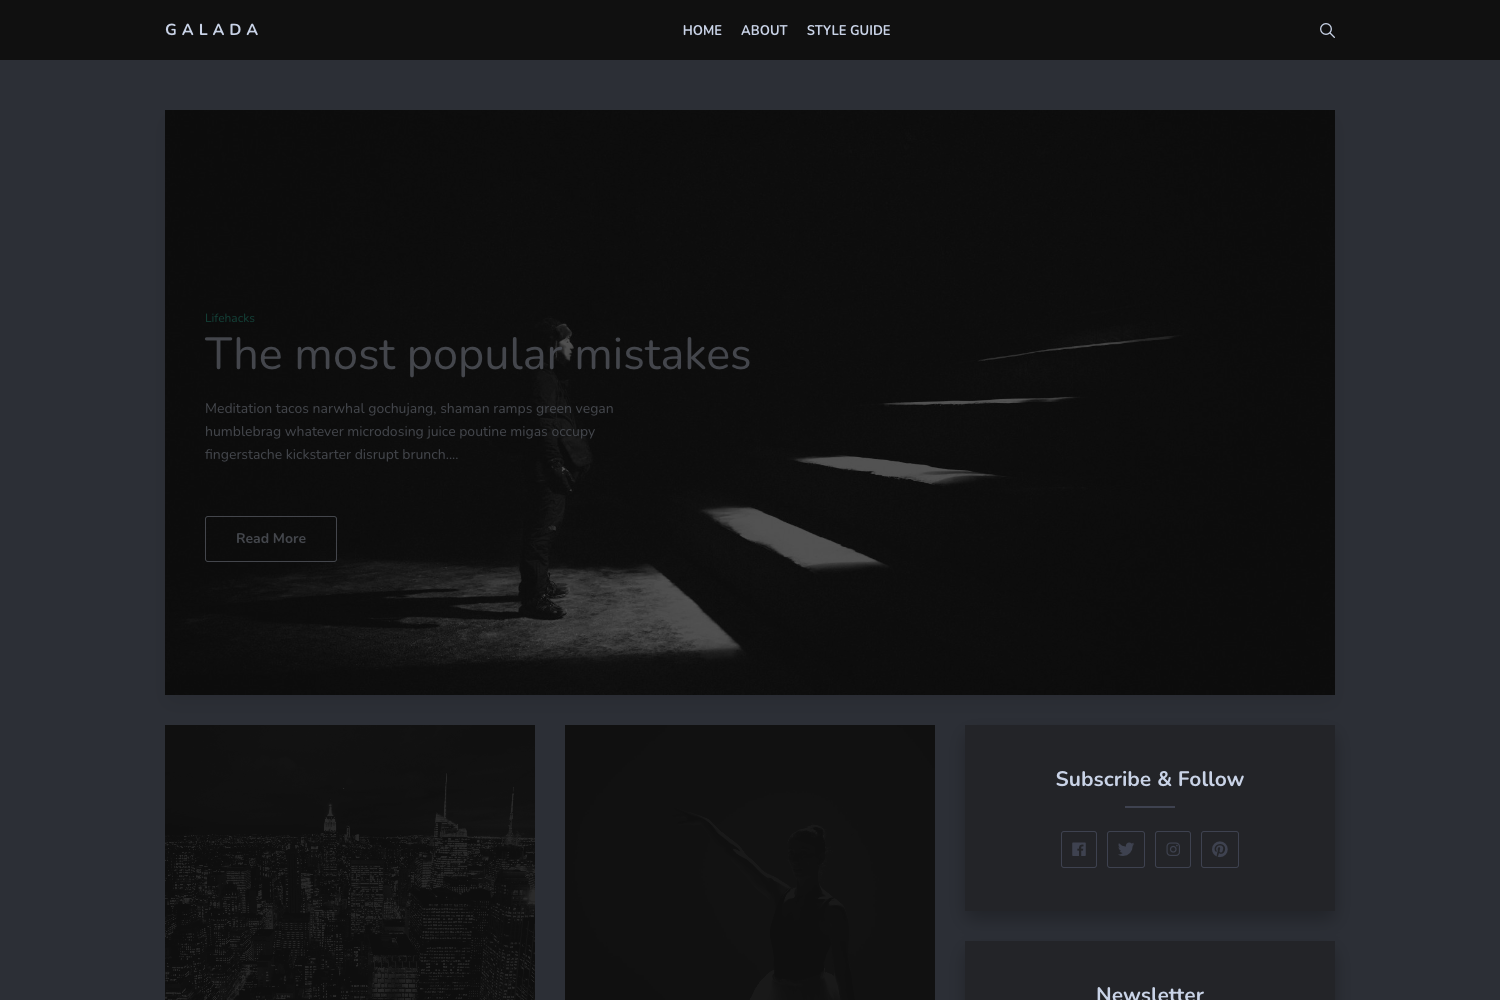 GALADA
HOME ABOUT STYLE GUIDE
Lifehacks
The most popular mistakes
Meditation tacos narwhal gochujang, shaman ramps green vegan
humblebrag whatever microdosing juice poutine migas occupy
fingerstache kickstarter disrupt brunch....
Read More
Subscribe & Follow
Newsletter